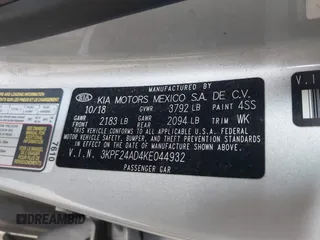 KIA KIA MOTORS MEXICO S.A. DE C.V.
10/18 GVWR 3792 LB PAINT 4SS
GAWR FRONT 2183 LB GAWR REAR 2094 LB TRIM WK
THIS VEHICLE CONFORMS TO ALL APPLICABLE
U.S. FEDERAL MOTOR VEHICLE SAFETY
STANDARDS, BUMPER, AND THEFT PREVENTION
STANDARDS IN EFFECT ON THE DATE OF
MANUFACTURE SHOWN ABOVE.
V.I.N. 3KPF24AD4KE044932
PASSENGER CAR
V.I.N
DREAMBID